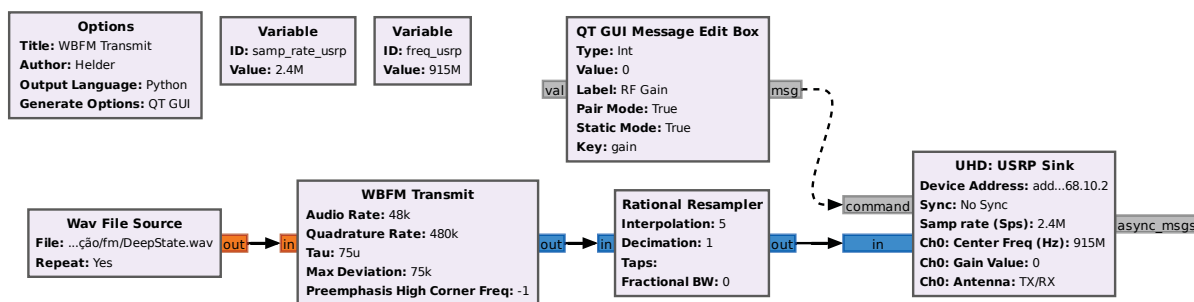 Options
Title: WBFM Transmit
Author: Helder
Output Language: Python
Generate Options: QT GUI
Variable
ID: samp_rate_usrp
Value: 2.4M
Variable
ID: freq_usrp
Value: 915M
QT GUI Message Edit Box
Type: Int
Value: 0
Label: RF Gain
Pair Mode: True
Static Mode: True
Key: gain
val
msg
Wav File Source
File: ...ção/fm/DeepState.wav
Repeat: Yes
out
in
WBFM Transmit
Audio Rate: 48k
Quadrature Rate: 480k
Tau: 75u
Max Deviation: 75k
Preemphasis High Corner Freq: -1
out
in
Rational Resampler
Interpolation: 5
Decimation: 1
Taps:
Fractional BW: 0
out
command
in
UHD: USRP Sink
Device Address: add...68.10.2
Sync: No Sync
Samp rate (Sps): 2.4M
Ch0: Center Freq (Hz): 915M
Ch0: Gain Value: 0
Ch0: Antenna: TX/RX
async_msgs